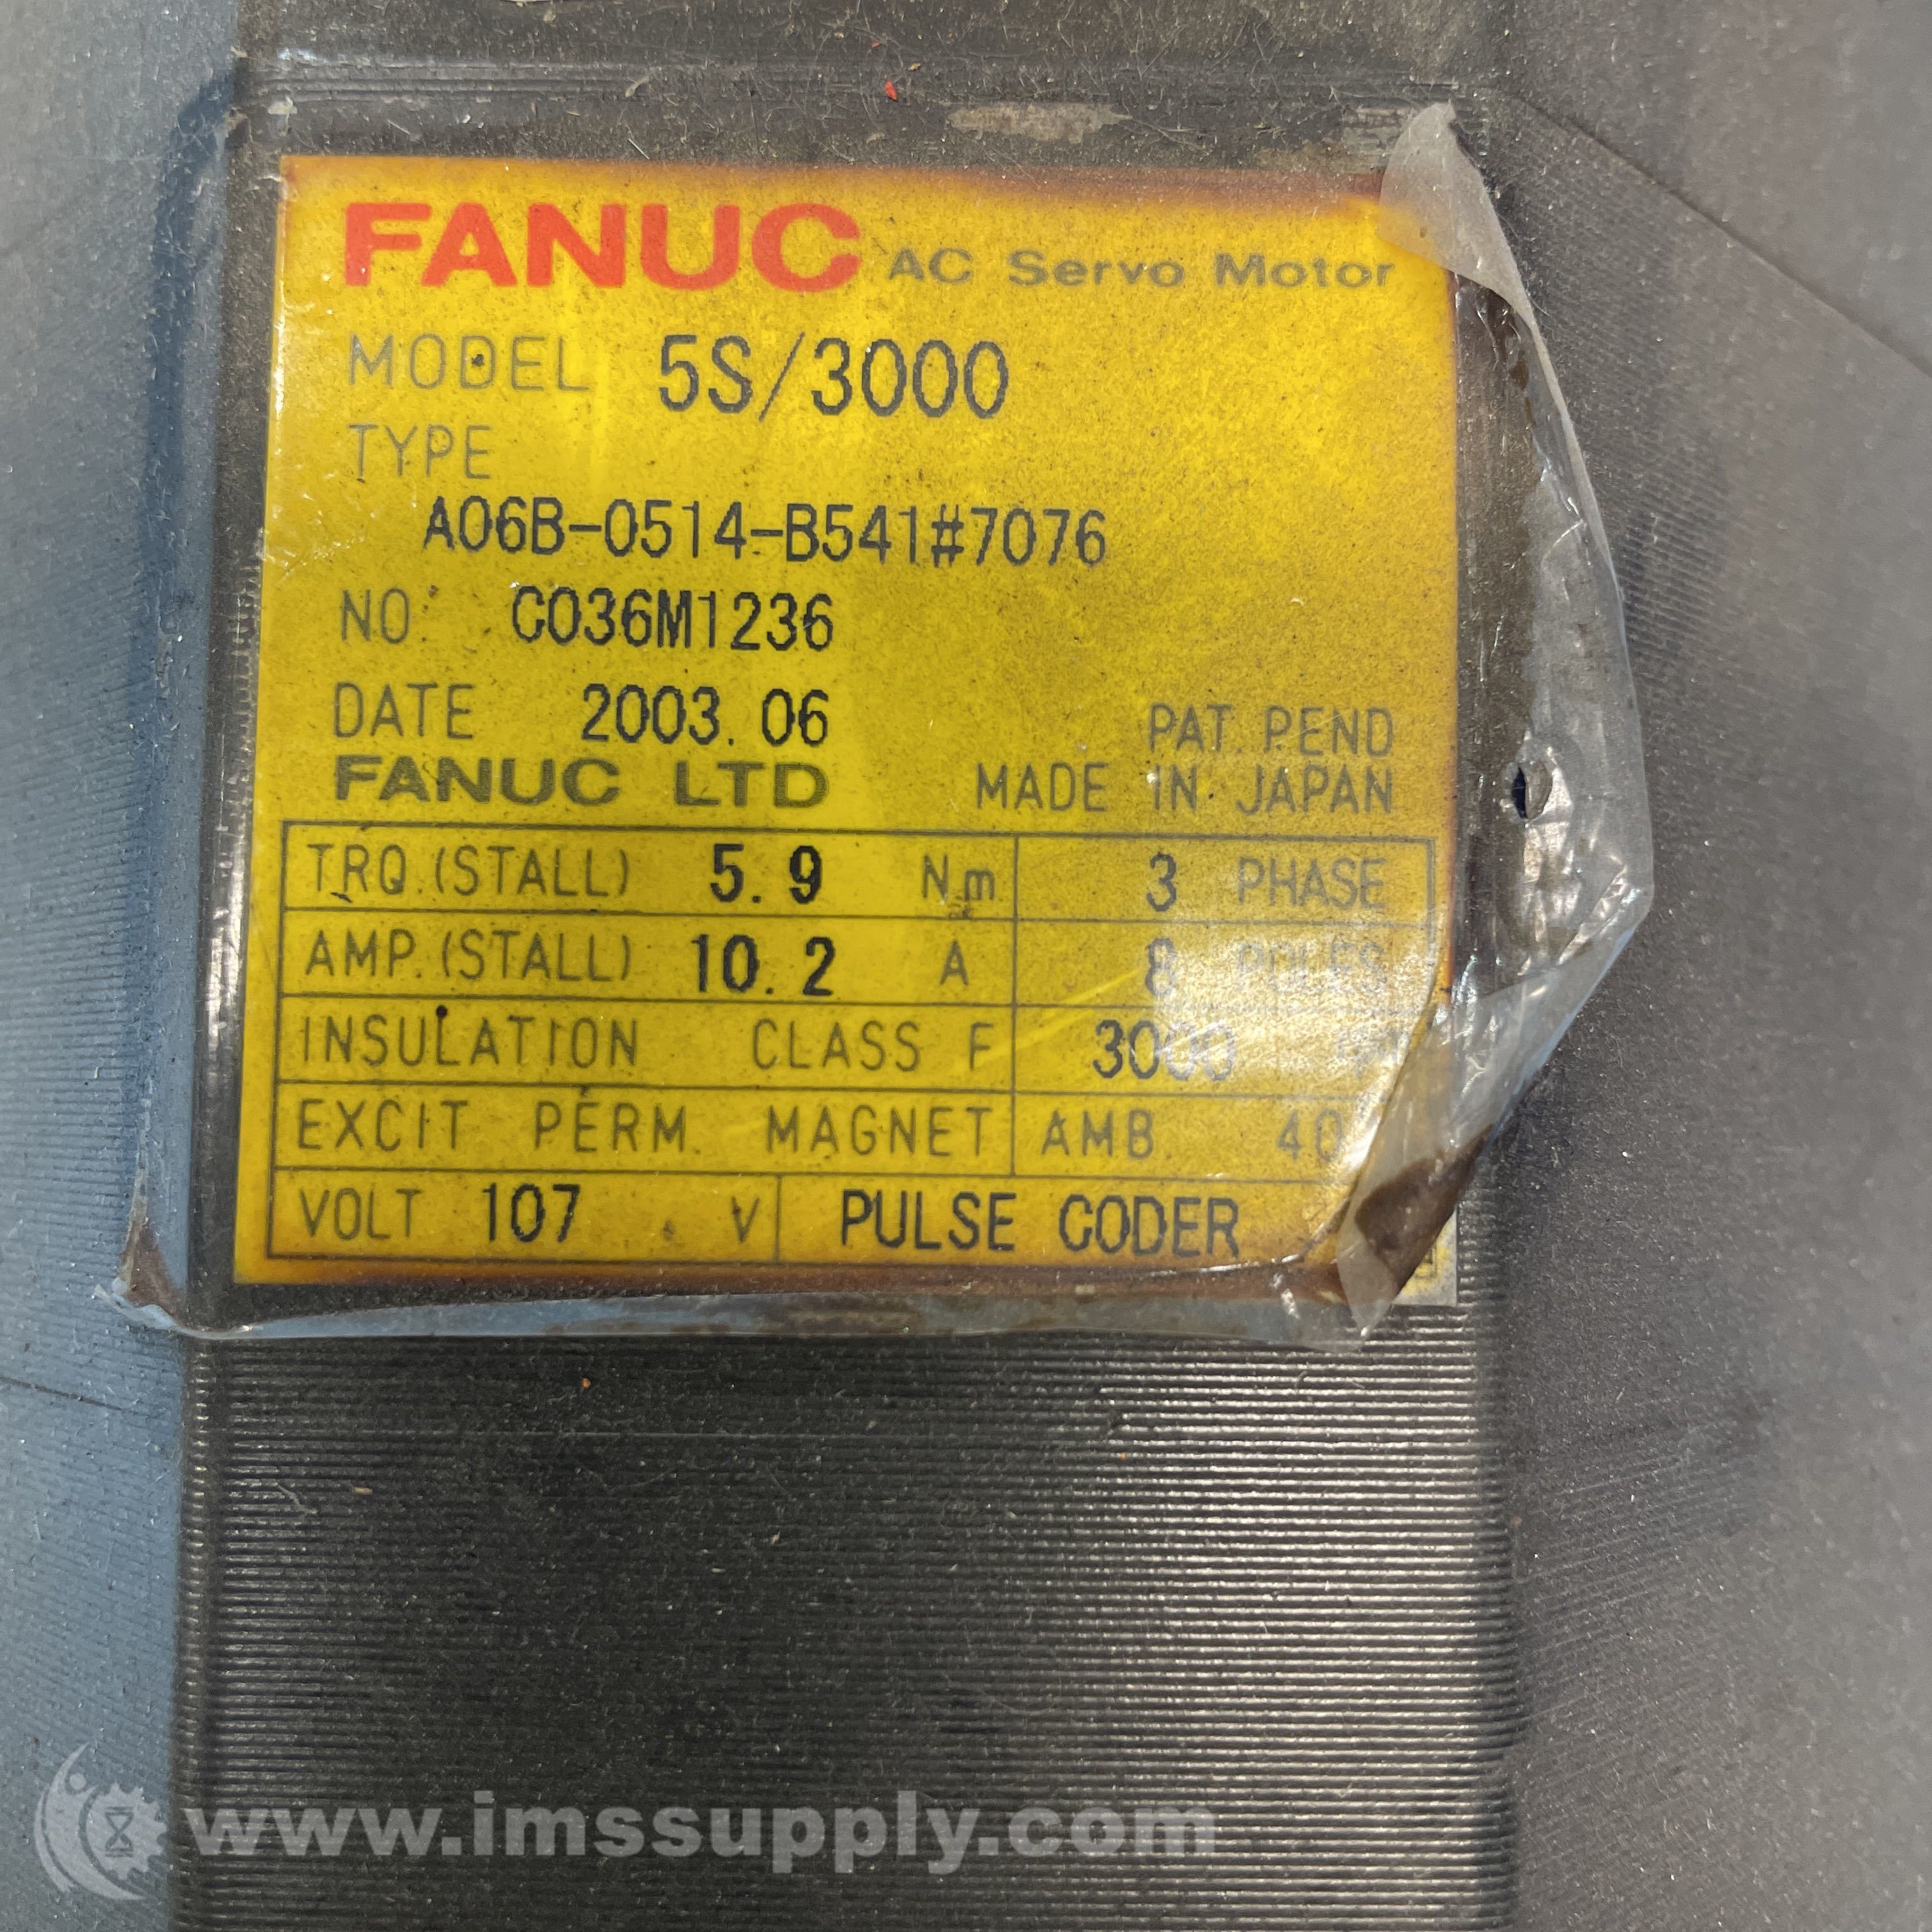 FANUC AC Servo Motor
MODEL 5S/3000
TYPE
A06B-0514-B541#7076
NO. C036M1236
DATE 2003.06
PAT. PEND
FANUC LTD
MADE IN JAPAN
TRQ.(STALL) 5.9 Nm 3 PHASE
AMP.(STALL) 10.2 A 8 POLES
INSULATION CLASS F 3000
EXCIT PERM. MAGNET AMB. 40
VOLT 107 V PULSE CODER
www.imssupply.com